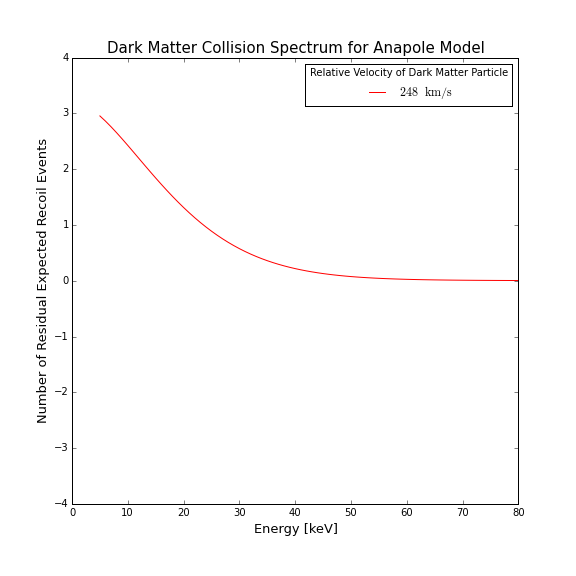 Dark Matter Collision Spectrum for Anapole Model
Relative Velocity of Dark Matter Particle
248 km/s
Number of Residual Expected Recoil Events
4
3
2
1
0
−1
−2
−3
−4
0 10 20 30 40 50 60 70 80
Energy [keV]